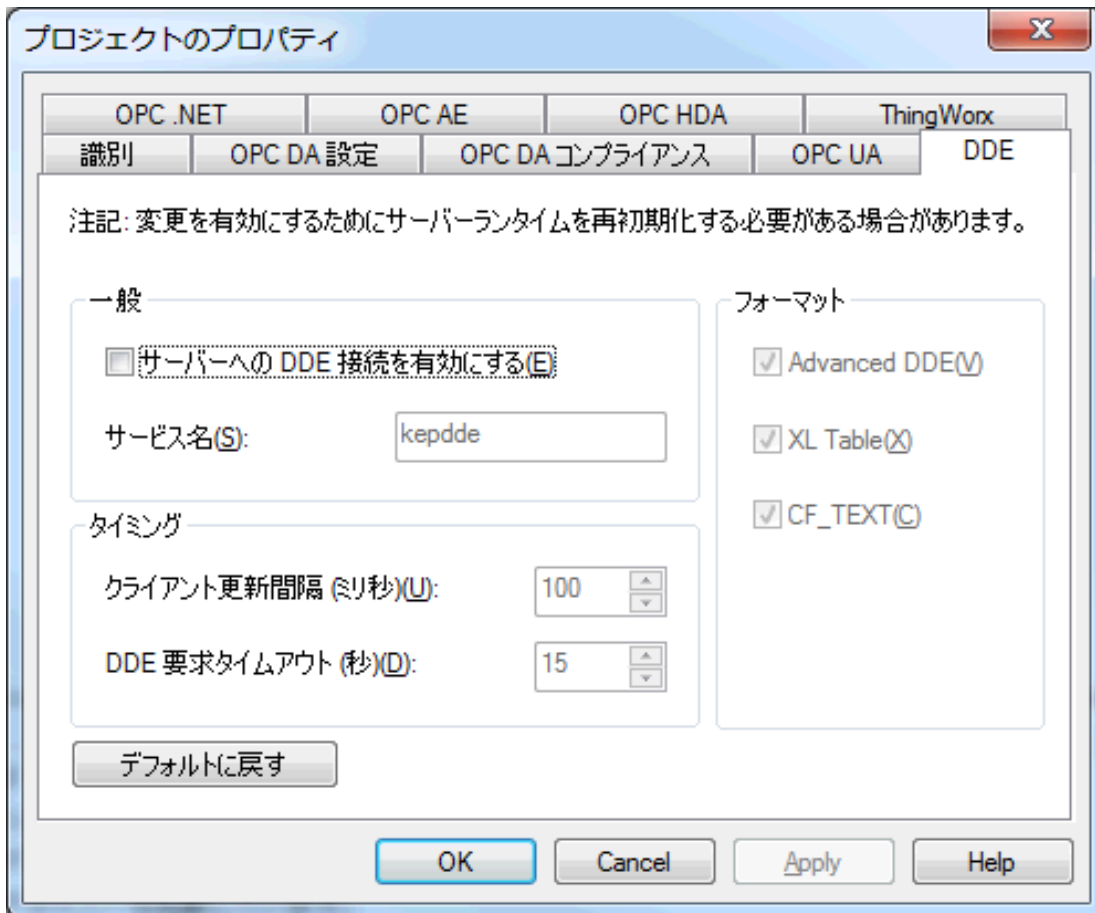 プロジェクトのプロパティ
OPC .NET
OPC AE
OPC HDA
ThingWorx
識別
OPC DA 設定
OPC DA コンプライアンス
OPC UA
DDE
注記: 変更を有効にするためにサーバーランタイムを再初期化する必要がある場合があります。
一般
サーバーへの DDE 接続を有効にする(E)
サービス名(S):
kepdde
タイミング
クライアント更新間隔 (ミリ秒)(U):
100
DDE 要求タイムアウト (秒)(D):
15
フォーマット
Advanced DDE(V)
XL Table(X)
CF_TEXT(C)
デフォルトに戻す
OK
Cancel
Apply
Help